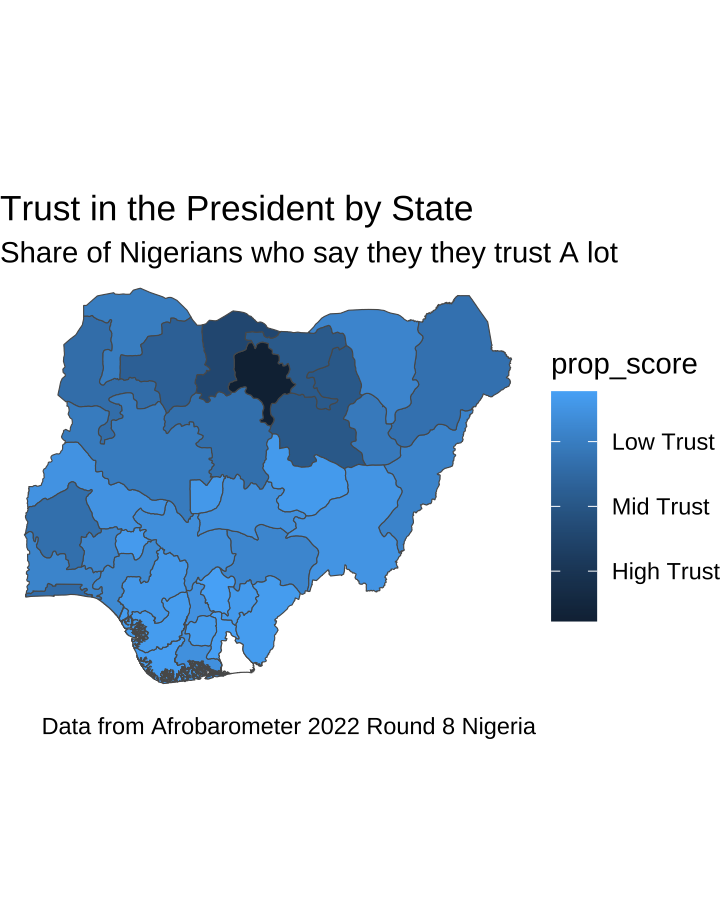 Trust in the President by State
Share of Nigerians who say they they trust A lot
prop_score
Low Trust
Mid Trust
High Trust
Data from Afrobarometer 2022 Round 8 Nigeria